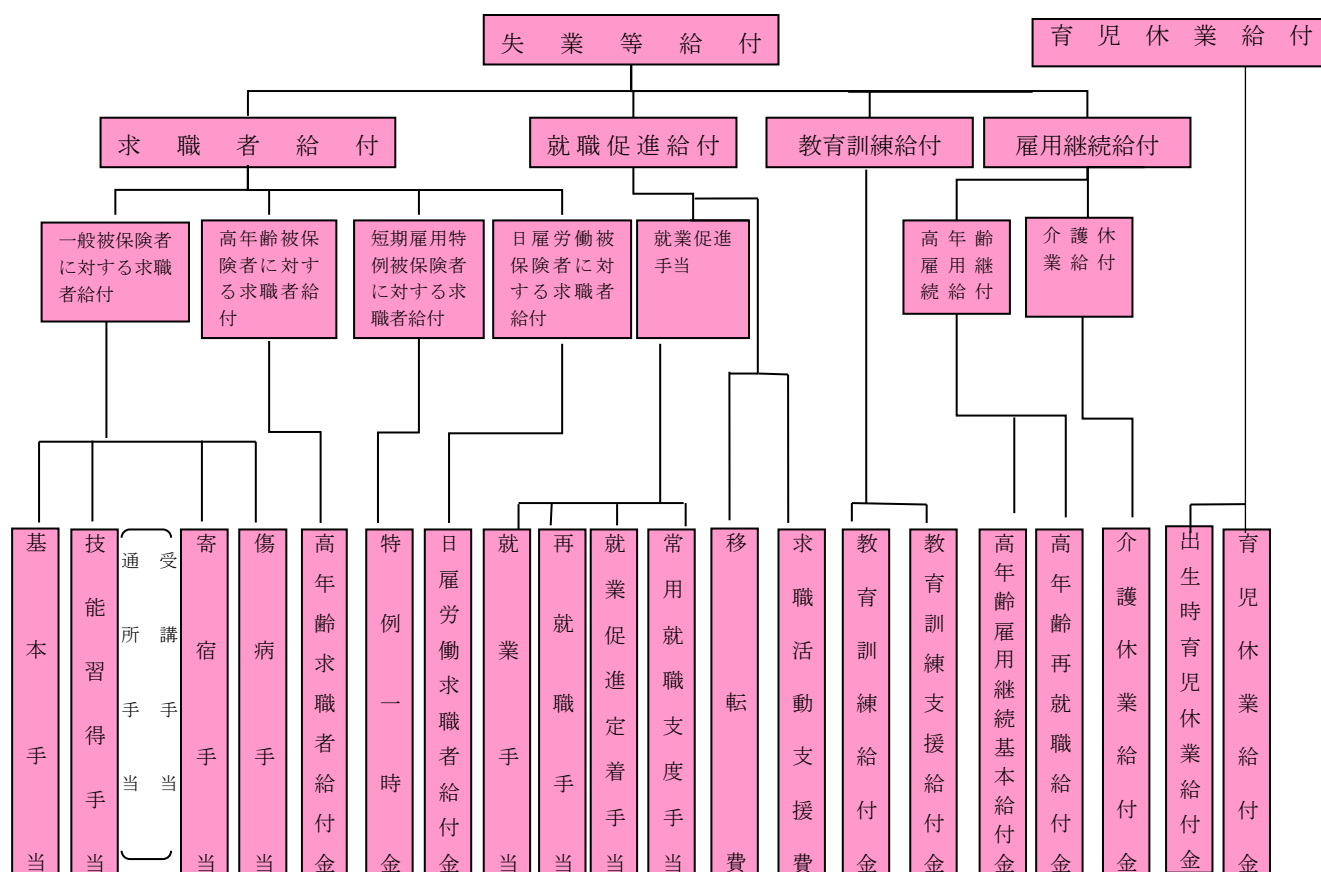 失業等給付
育児休業給付
求職者給付
就職促進給付
教育訓練給付
雇用継続給付
一般被保険者
に対する求職
者給付
高年齢被保
険者に対す
る求職者給
付
短期雇用特
例被保険者
に対する求
職者給付
日雇労働被
保険者に対
する求職者
給付
就業促進
手当
高年齢
雇用継
続給付
介護休
業給付
基本手当
技能習得手当
受講手当
通所手当
寄宿手当
傷病手当
高年齢求職者給付金
特例一時金
日雇労働求職者給付金
就業手当
再就職手当
就業促進定着手当
常用就職支度手当
移転費
求職活動支援費
教育訓練給付金
教育訓練支援給付金
高年齢雇用継続基本給付金
高年齢再就職給付金
介護休業給付金
出生時育児休業給付金
育児休業給付金